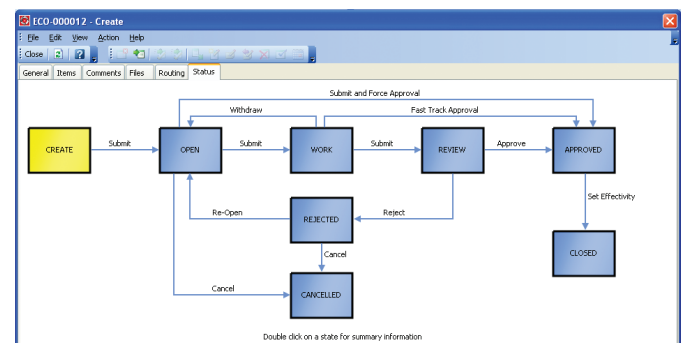 ECO-000012 - Create
File Edit View Action Help
Close
General Items Comments Files Routing Status
Submit and Force Approval
Withdraw Fast Track Approval
CREATE Submit OPEN Submit WORK Submit REVIEW Approve APPROVED
Set Effectivity
Re-Open REJECTED Reject
CLOSED
Cancel
Cancel CANCELLED
Double click on a state for summary information